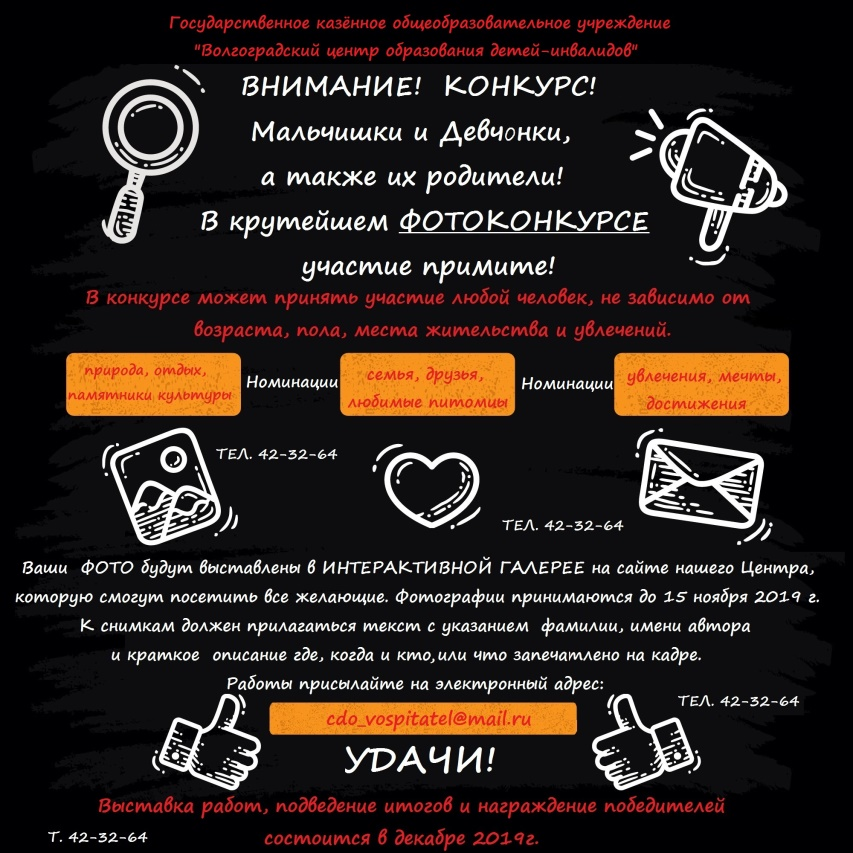 Государственное казённое общеобразовательное учреждение
"Волгоградский центр образования детей-инвалидов"
ВНИМАНИЕ! КОНКУРС!
Мальчишки и Девчонки,
а также их родители!
В крутейшем ФОТОКОНКУРСЕ
участие примите!
В конкурсе может принять участие любой человек, не зависимо от
возраста, пола, места жительства и увлечений.
природа, отдых,
памятники культуры
Номинации
семья, друзья,
любимые питомцы
Номинации
увлечения, мечты,
достижения
ТЕЛ. 42-32-64
ТЕЛ. 42-32-64
Ваши ФОТО будут выставлены в ИНТЕРАКТИВНОЙ ГАЛЕРЕЕ на сайте нашего Центра,
которую смогут посетить все желающие. Фотографии принимаются до 15 ноября 2019 г.
К снимкам должен прилагаться текст с указанием фамилии, имени автора
и краткое описание где, когда и кто,или что запечатлено на кадре.
Работы присылайте на электронный адрес:
ТЕЛ. 42-32-64
cdo_vospitatel@mail.ru
УДАЧИ!
Выставка работ, подведение итогов и награждение победителей
состоится в декабре 2019г.
Т. 42-32-64